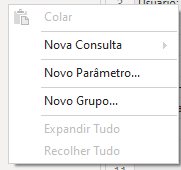 Colar
Nova Consulta
Novo Parâmetro...
Novo Grupo...
Expandir Tudo
Recolher Tudo